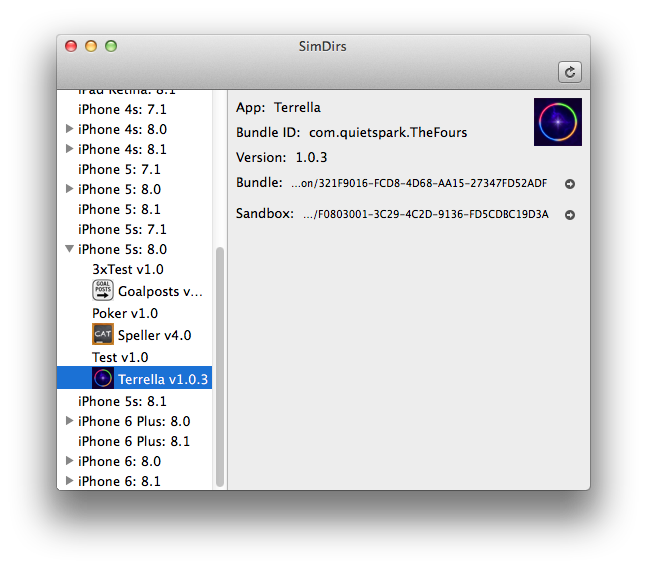 SimDirs
iPad Retina: 8.1
iPhone 4s: 7.1
iPhone 4s: 8.0
iPhone 4s: 8.1
iPhone 5: 7.1
iPhone 5: 8.0
iPhone 5: 8.1
iPhone 5s: 7.1
iPhone 5s: 8.0
3xTest v1.0
GOAL
POSTS
Goalposts v...
Poker v1.0
CAT
Speller v4.0
Test v1.0
Terrella v1.0.3
iPhone 5s: 8.1
iPhone 6 Plus: 8.0
iPhone 6 Plus: 8.1
iPhone 6: 8.0
iPhone 6: 8.1
App: Terrella
Bundle ID: com.quietspark.TheFours
Version: 1.0.3
Bundle: ...on/321F9016-FCD8-4D68-AA15-27347FD52ADF
Sandbox: .../F0803001-3C29-4C2D-9136-FD5CDBC19D3A